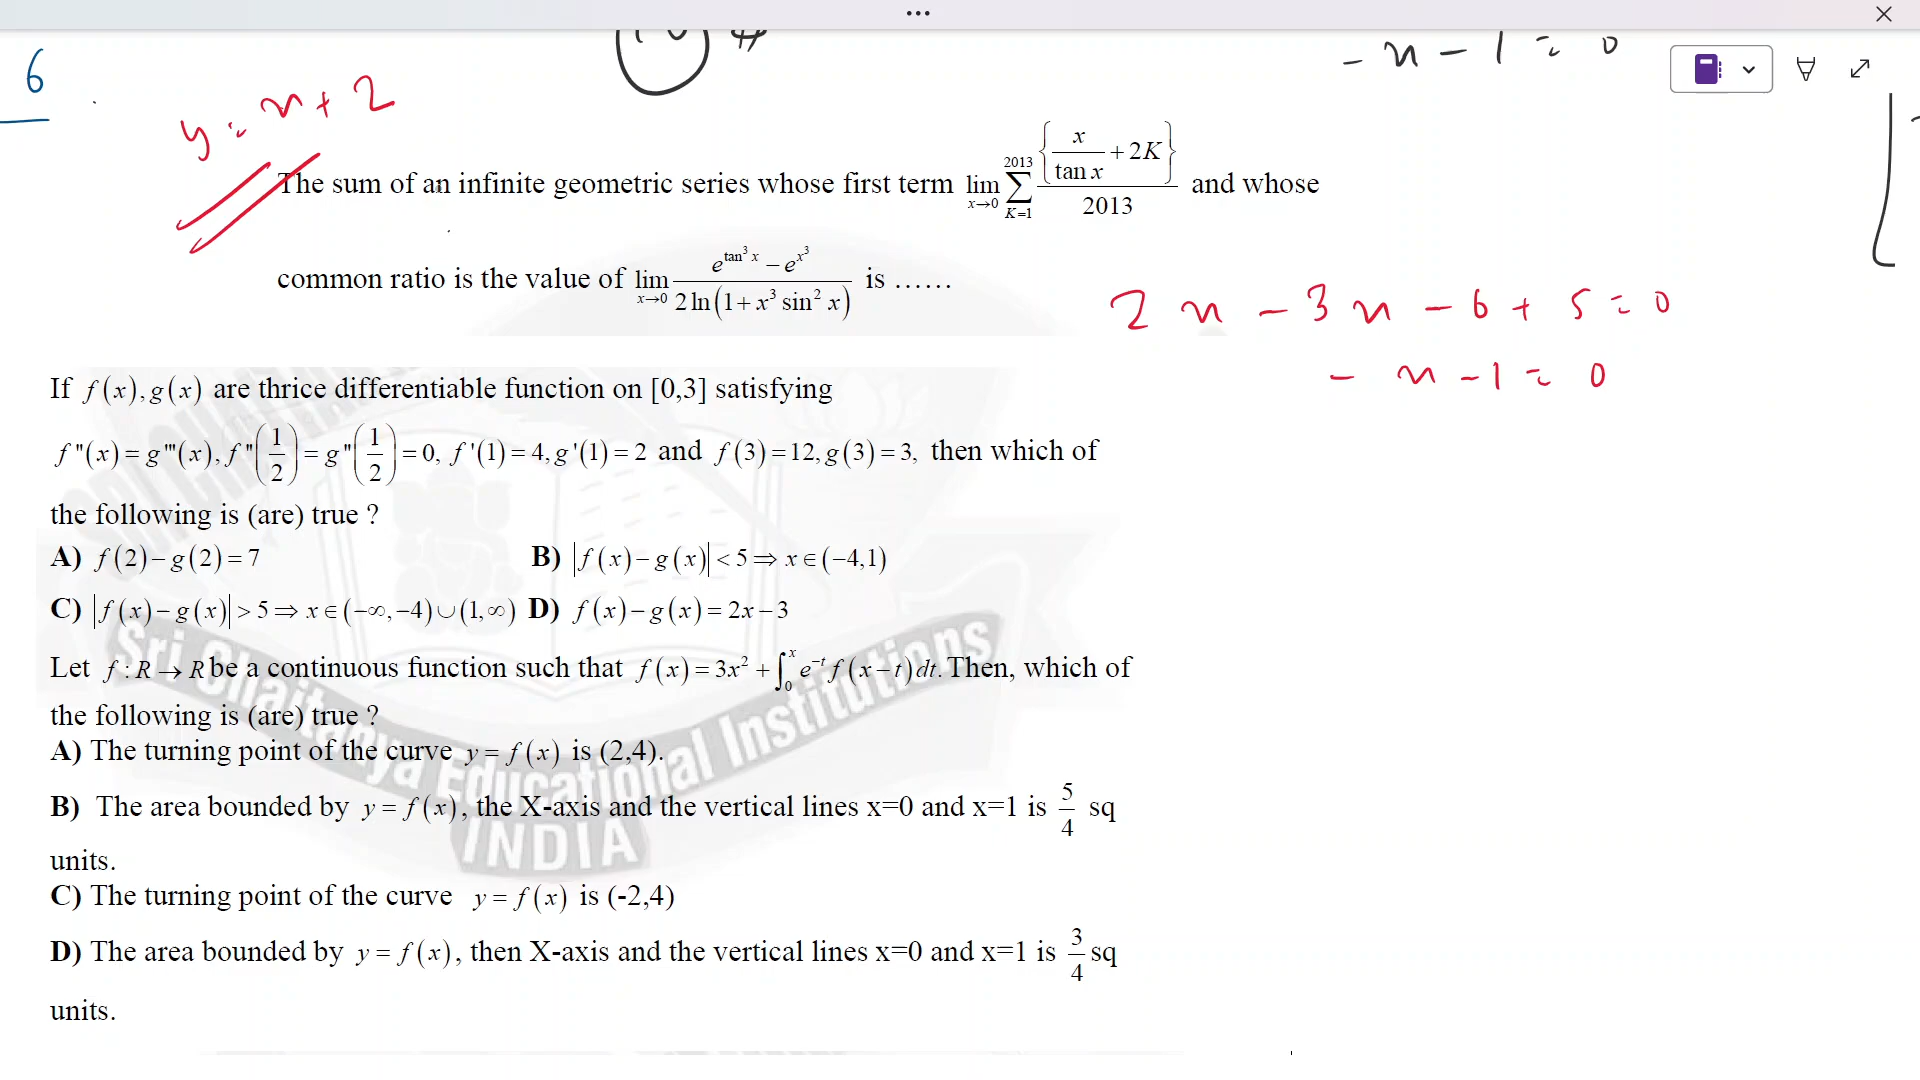 6
- x - 1 = 0
y = x + 2
The sum of an infinite geometric series whose first term lim_{x→0} Σ_{K=1}^{2013} {x/tan x + 2K}/2013 and whose
common ratio is the value of lim_{x→0} (e^{tan³ x} − e^{x³})/(2 ln(1 + x³ sin² x)) is ……
2x - 3x - 6 + 5 = 0
- x - 1 = 0
If f(x), g(x) are thrice differentiable function on [0,3] satisfying
f "(x) = g "'(x), f "(1/2) = g "(1/2) = 0, f '(1) = 4, g '(1) = 2 and f(3) = 12, g(3) = 3, then which of
the following is (are) true ?
A) f(2) − g(2) = 7
B) |f(x) − g(x)| < 5 ⇒ x ∈ (−4,1)
C) |f(x) − g(x)| > 5 ⇒ x ∈ (−∞, −4) ∪ (1, ∞) D) f(x) − g(x) = 2x − 3
Let f : R → R be a continuous function such that f(x) = 3x² + ∫₀ˣ e^{−t} f(x − t) dt. Then, which of
the following is (are) true ?
A) The turning point of the curve y = f(x) is (2,4).
B) The area bounded by y = f(x), the X-axis and the vertical lines x=0 and x=1 is 5/4 sq
units.
C) The turning point of the curve y = f(x) is (-2,4)
D) The area bounded by y = f(x), then X-axis and the vertical lines x=0 and x=1 is 3/4 sq
units.
Sri Chaitanya Educational Institutions
INDIA